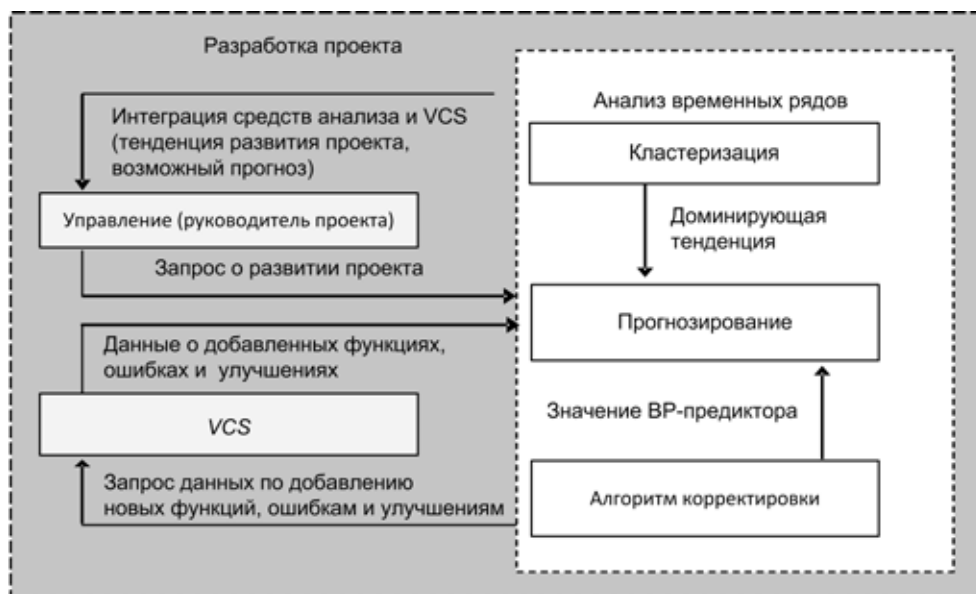 Разработка проекта
Интеграция средств анализа и VCS
(тенденция развития проекта,
возможный прогноз)
Управление (руководитель проекта)
Запрос о развитии проекта
Данные о добавленных функциях,
ошибках и улучшениях
VCS
Запрос данных по добавлению
новых функций, ошибкам и улучшениям
Анализ временных рядов
Кластеризация
Доминирующая
тенденция
Прогнозирование
Значение ВР-предиктора
Алгоритм корректировки